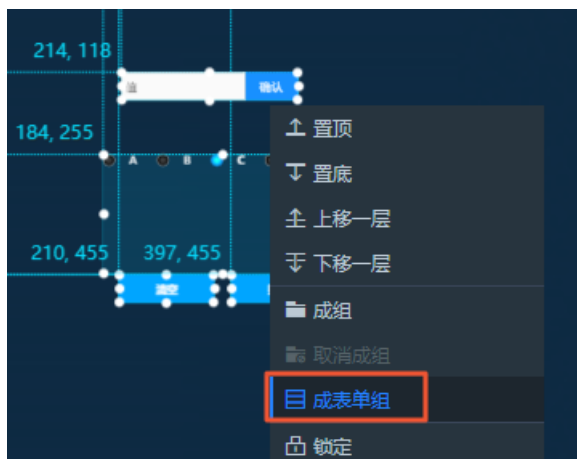 214, 118
确认
置顶
184, 255
A B C
置底
上移一层
210, 455 397, 455
下移一层
清空
成组
取消成组
成表单组
锁定